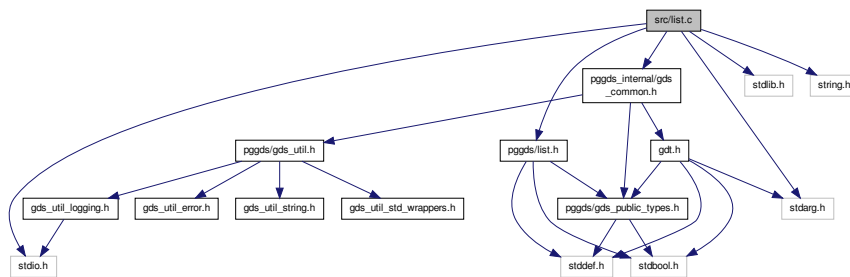 src/list.c
pggds_internal/gds
_common.h
stdlib.h
string.h
pggds/gds_util.h
pggds/list.h
gdt.h
gds_util_logging.h
gds_util_error.h
gds_util_string.h
gds_util_std_wrappers.h
pggds/gds_public_types.h
stdarg.h
stdio.h
stddef.h
stdbool.h